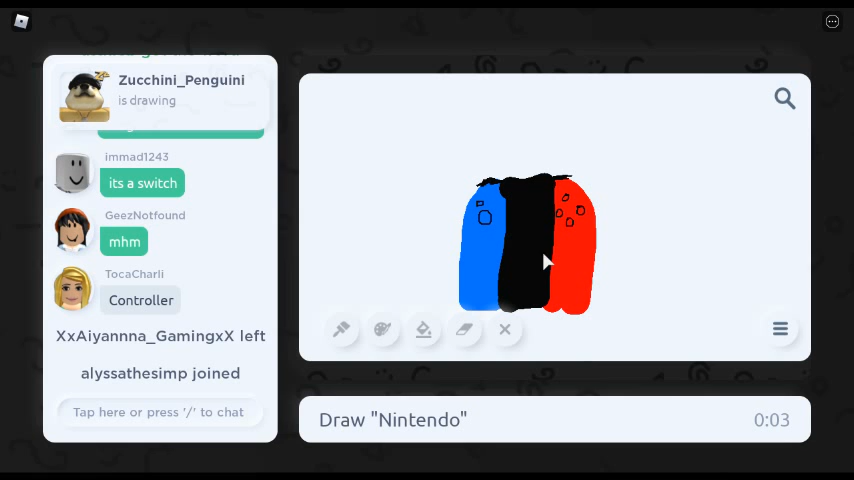 Zucchini_Penguini
is drawing
immad1243
its a switch
GeezNotfound
mhm
TocaCharli
Controller
XxAiyannna_GamingxX left
alyssathesimp joined
Tap here or press '/' to chat
Draw "Nintendo"
0:03